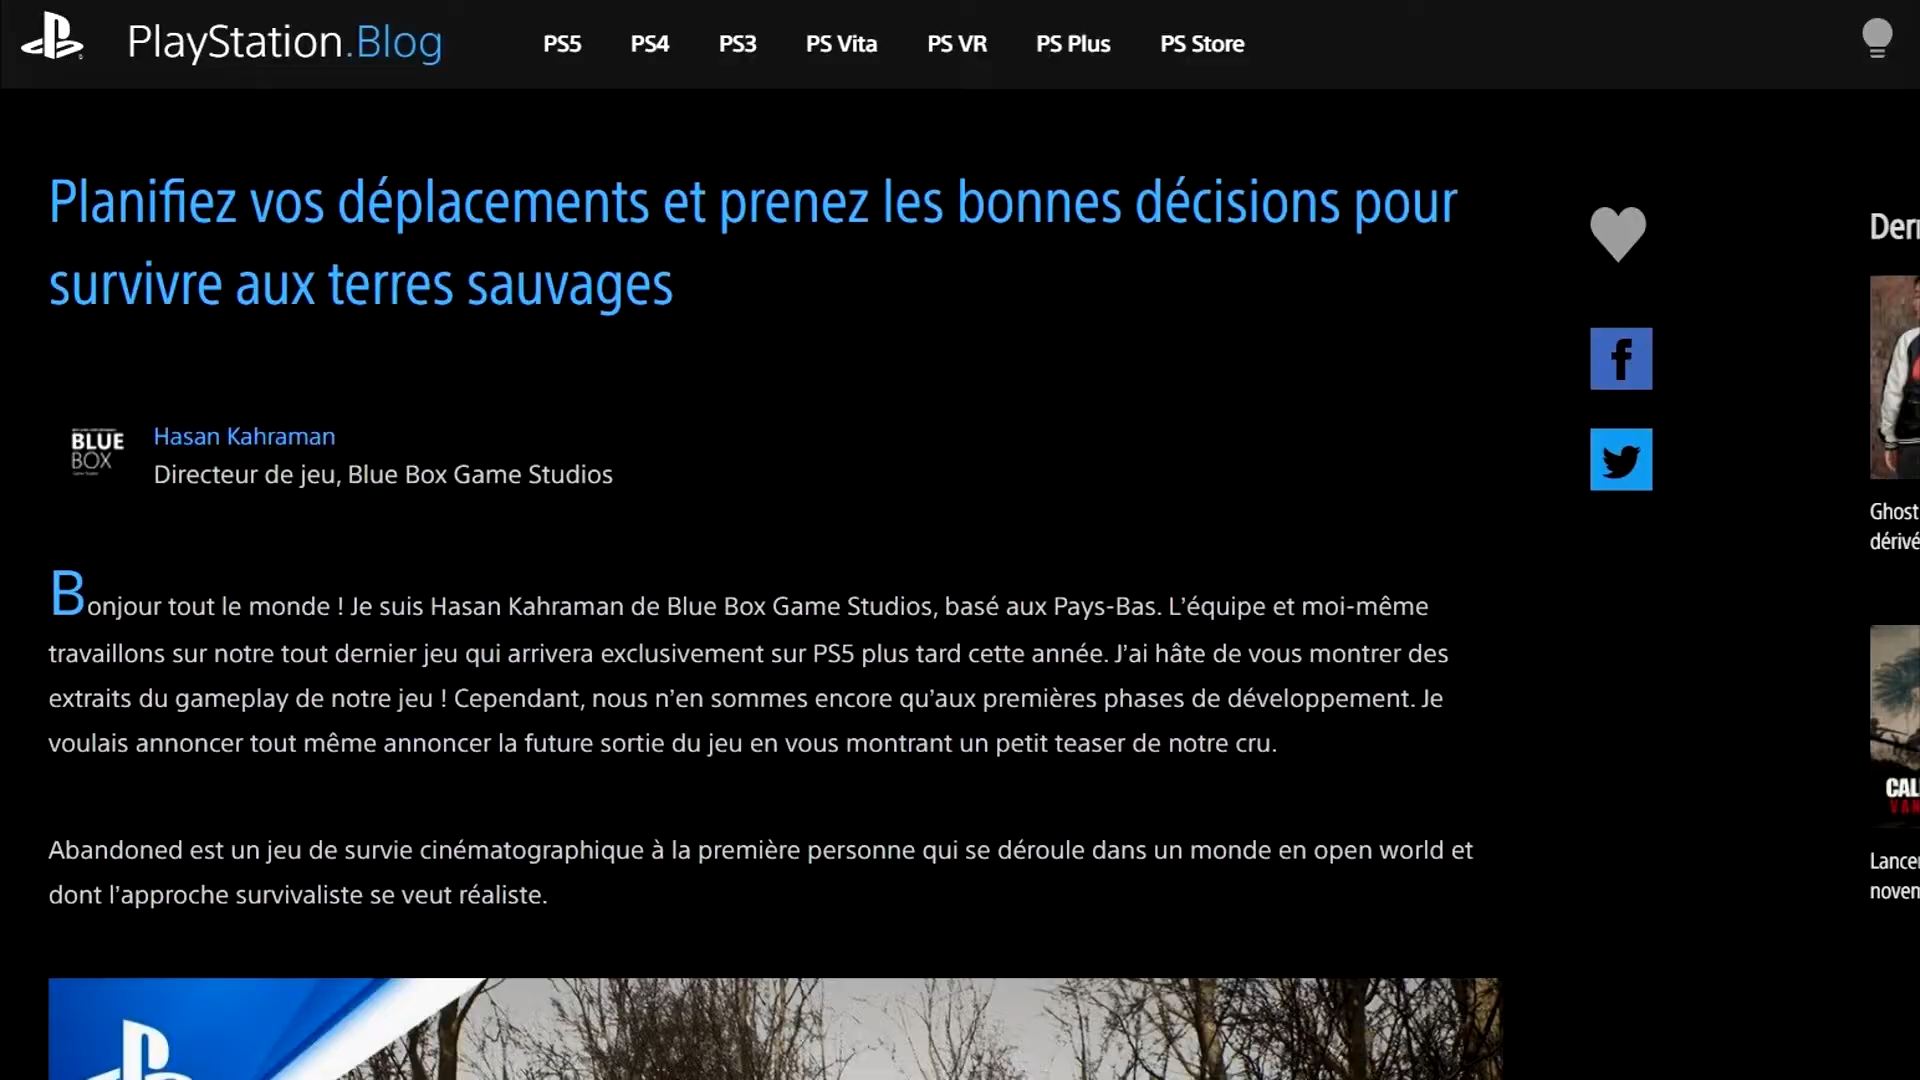 PlayStation.Blog
PS5 PS4 PS3 PS Vita PS VR PS Plus PS Store
Planifiez vos déplacements et prenez les bonnes décisions pour
survivre aux terres sauvages
BLUE
BOX
Hasan Kahraman
Directeur de jeu, Blue Box Game Studios
Bonjour tout le monde ! Je suis Hasan Kahraman de Blue Box Game Studios, basé aux Pays-Bas. L’équipe et moi-même
travaillons sur notre tout dernier jeu qui arrivera exclusivement sur PS5 plus tard cette année. J’ai hâte de vous montrer des
extraits du gameplay de notre jeu ! Cependant, nous n’en sommes encore qu’aux premières phases de développement. Je
voulais annoncer tout même annoncer la future sortie du jeu en vous montrant un petit teaser de notre cru.
Abandoned est un jeu de survie cinématographique à la première personne qui se déroule dans un monde en open world et
dont l’approche survivaliste se veut réaliste.
Ghost
dérivé